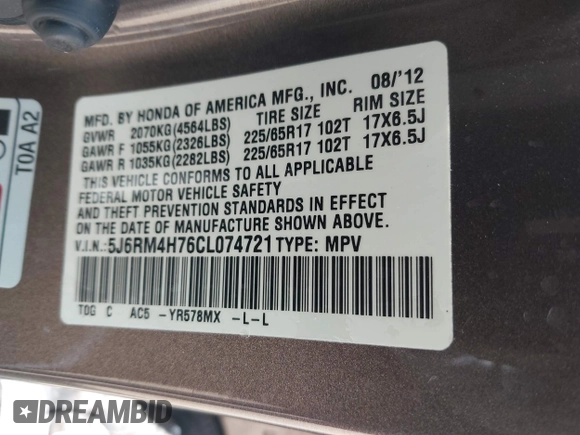 MFD. BY HONDA OF AMERICA MFG., INC. 08/'12
GVWR 2070KG(4564LBS) TIRE SIZE RIM SIZE
GAWR F 1055KG(2326LBS) 225/65R17 102T 17X6.5J
GAWR R 1035KG(2282LBS) 225/65R17 102T 17X6.5J
THIS VEHICLE CONFORMS TO ALL APPLICABLE
FEDERAL MOTOR VEHICLE SAFETY
AND THEFT PREVENTION STANDARDS IN EFFECT
ON THE DATE OF MANUFACTURE SHOWN ABOVE.
V.I.N.: 5J6RM4H76CL074721 TYPE: MPV
TDG C AC5 -YR578MX -L-L
TOA A2
DREAMBID